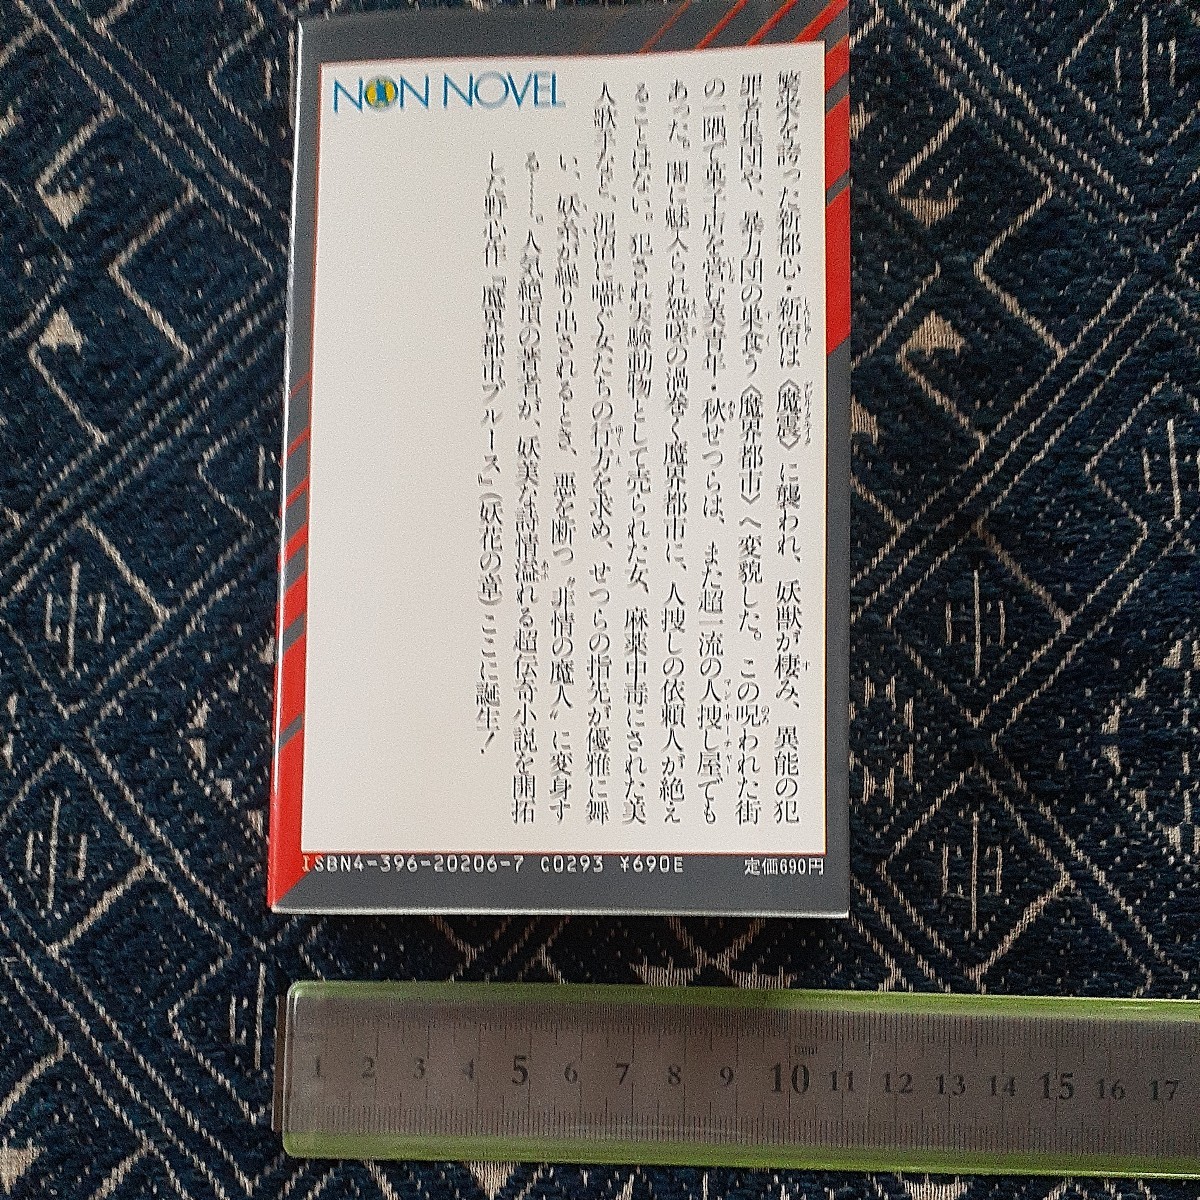 NON NOVEL
繁栄を誇った新都心・新宿は《魔震》に襲われ、妖獣が棲み、異能の犯
罪者集団や、暴力団の巣食う〈魔界都市〉へ変貌した。この呪われた街
の一隅で菓子店を営む美青年・秋せつらは、また超一流の人捜し屋でも
あった。闇に魅入られ怨嗟の渦巻く魔界都市に、人捜しの依頼人が絶え
ることはない。犯され実験動物として売られた女、麻薬中毒にされた美
人歌手など、泥沼に喘ぐ女たちの行方を求め、せつらの指先が優雅に舞
い、妖糸が繰り出されるとき、悪を断つ〝非情の魔人〟に変身す
る……。人気絶頂の著者が、妖美な詩情溢れる超伝奇小説を開拓
した野心作『魔界都市ブルース』(妖花の章)ここに誕生!
ISBN4-396-20206-7 C0293 ¥690E
定価690円
mm
1 2 3 4 5 6 7 8 9 10 11 12 13 14 15 16 17